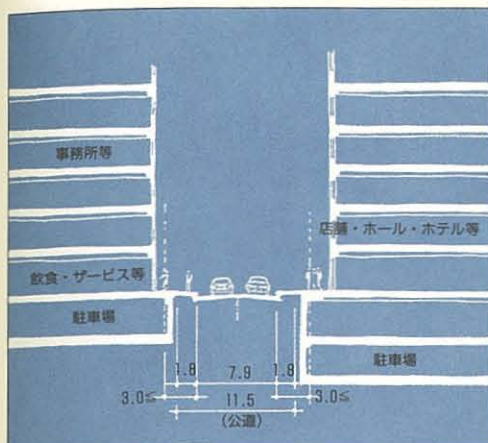 事務所等
店舗・ホール・ホテル等
飲食・サービス等
駐車場
駐車場
1.8 7.9 1.8
3.0≦ 11.5 3.0≦
(公道)